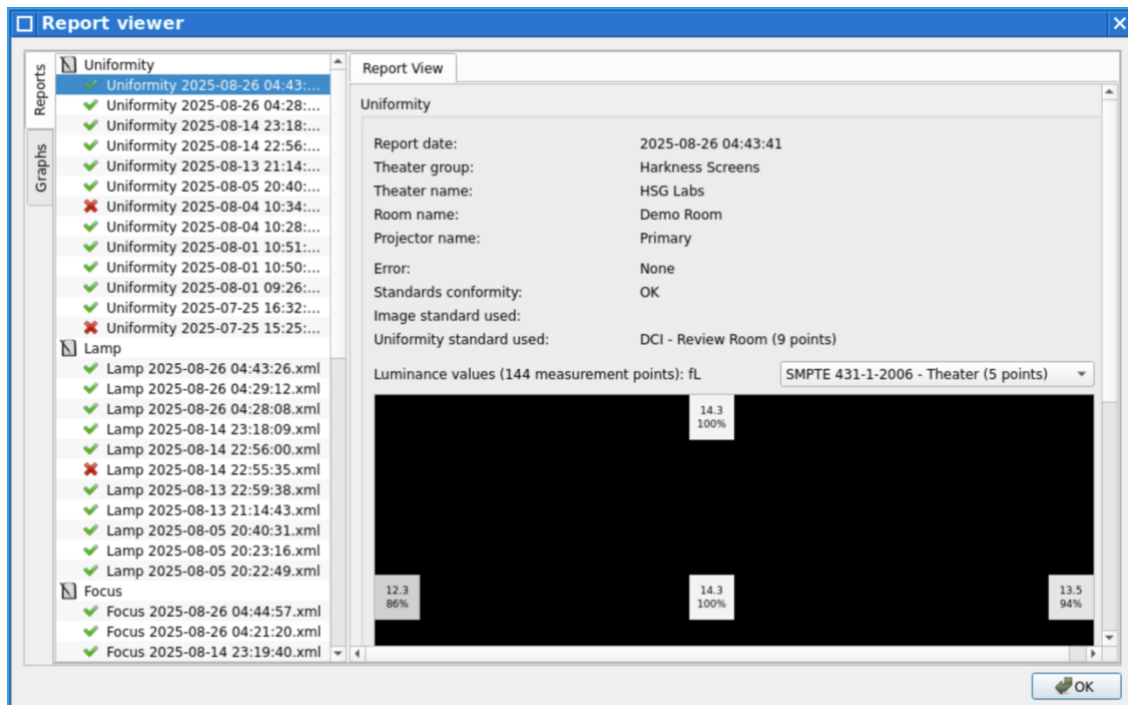 Report viewer
Reports
Graphs
Uniformity
Uniformity 2025-08-26 04:43:...
Uniformity 2025-08-26 04:28:...
Uniformity 2025-08-14 23:18:...
Uniformity 2025-08-14 22:56:...
Uniformity 2025-08-13 21:14:...
Uniformity 2025-08-05 20:40:...
Uniformity 2025-08-04 10:34:...
Uniformity 2025-08-04 10:28:...
Uniformity 2025-08-01 10:51:...
Uniformity 2025-08-01 10:50:...
Uniformity 2025-08-01 09:26:...
Uniformity 2025-07-25 16:32:...
Uniformity 2025-07-25 15:25:...
Lamp
Lamp 2025-08-26 04:43:26.xml
Lamp 2025-08-26 04:29:12.xml
Lamp 2025-08-26 04:28:08.xml
Lamp 2025-08-14 23:18:09.xml
Lamp 2025-08-14 22:56:00.xml
Lamp 2025-08-14 22:55:35.xml
Lamp 2025-08-13 22:59:38.xml
Lamp 2025-08-13 21:14:43.xml
Lamp 2025-08-05 20:40:31.xml
Lamp 2025-08-05 20:23:16.xml
Lamp 2025-08-05 20:22:49.xml
Focus
Focus 2025-08-26 04:44:57.xml
Focus 2025-08-26 04:21:20.xml
Focus 2025-08-14 23:19:40.xml
Report View
Uniformity
Report date: 2025-08-26 04:43:41
Theater group: Harkness Screens
Theater name: HSG Labs
Room name: Demo Room
Projector name: Primary
Error: None
Standards conformity: OK
Image standard used:
Uniformity standard used: DCI - Review Room (9 points)
Luminance values (144 measurement points): fL SMPTE 431-1-2006 - Theater (5 points)
14.3
100%
12.3 14.3 13.5
86% 100% 94%
OK